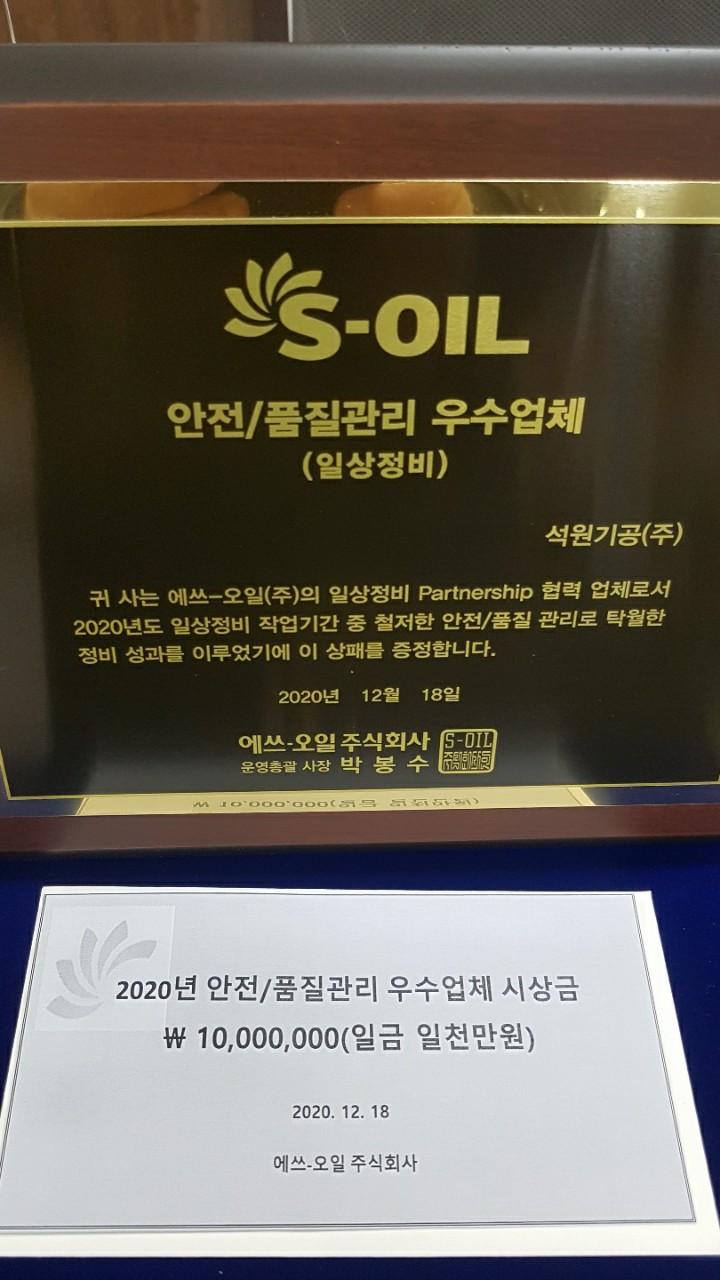 S-OIL
안전/품질관리 우수업체
(일상정비)
석원기공(주)
귀 사는 에쓰-오일(주)의 일상정비 Partnership 협력 업체로서
2020년도 일상정비 작업기간 중 철저한 안전/품질 관리로 탁월한
정비 성과를 이루었기에 이 상패를 증정합니다.
2020년 12월 18일
에쓰-오일 주식회사
운영총괄 사장 박 봉 수
S-OIL
2020년 안전/품질관리 우수업체 시상금
₩ 10,000,000(일금 일천만원)
2020. 12. 18
에쓰-오일 주식회사